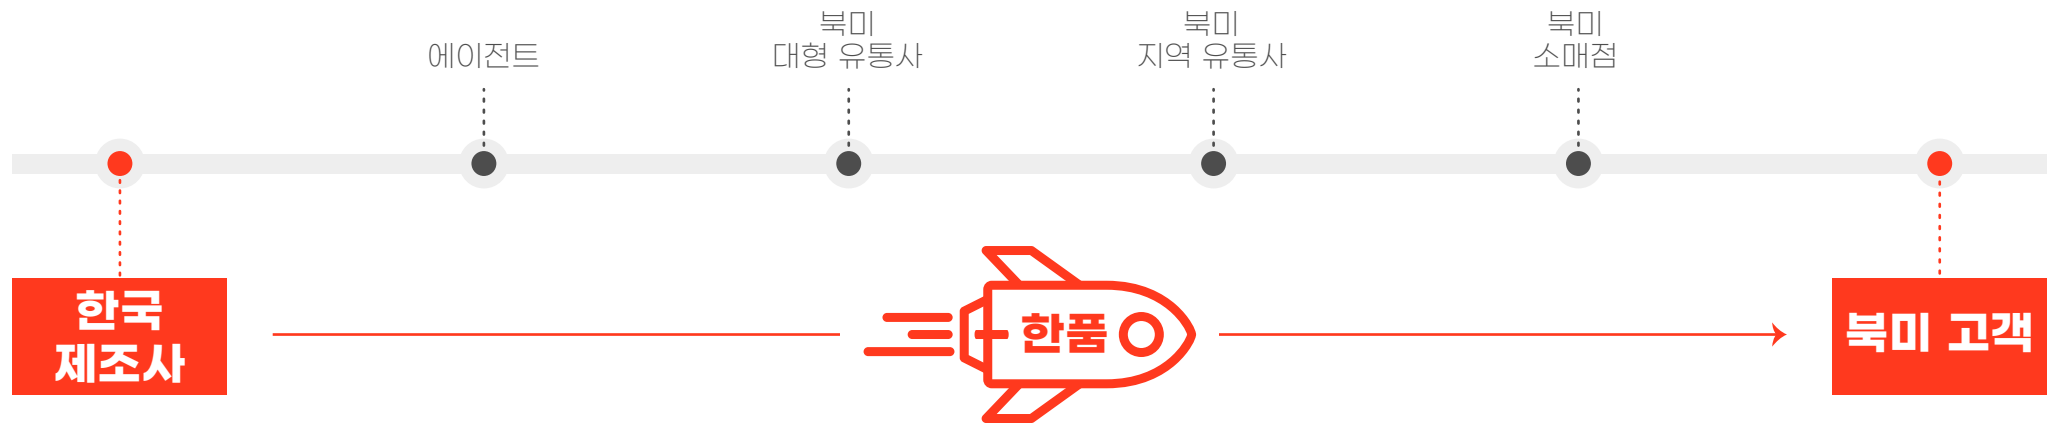 에이전트
북미
대형 유통사
북미
지역 유통사
북미
소매점
한국
제조사
한품
북미 고객